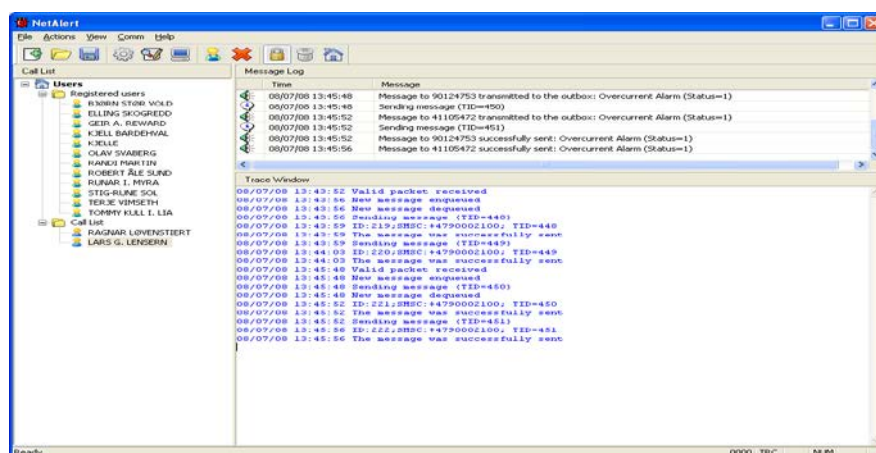 NetAlert
File Actions View Comm Help
Call List
Users
Registered users
BJØRN STØR VOLD
ELLING SKOGREDD
GEIR A. REWARD
KJELL BARDEHVAL
KJELLE
OLAV SVABERG
RANDI MARTIN
ROBERT ÅLE SUND
RUNAR I. MYRA
STIG-RUNE SOL
TERJE VIMSETH
TOMMY KULL I. LIA
Call List
RAGNAR LØVENSTIERT
LARS G. LENSERN
Message Log
Time Message
08/07/08 13:45:48 Message to 90124753 transmitted to the outbox: Overcurrent Alarm (Status=1)
08/07/08 13:45:48 Sending message (TID=450)
08/07/08 13:45:52 Message to 41105472 transmitted to the outbox: Overcurrent Alarm (Status=1)
08/07/08 13:45:52 Sending message (TID=451)
08/07/08 13:45:52 Message to 90124753 successfully sent: Overcurrent Alarm (Status=1)
08/07/08 13:45:56 Message to 41105472 successfully sent: Overcurrent Alarm (Status=1)
Trace Window
08/07/08 13:43:52 Valid packet received
08/07/08 13:43:56 New message enqueued
08/07/08 13:43:56 New message dequeued
08/07/08 13:43:56 Sending message (TID=448)
08/07/08 13:43:59 ID:219;SMSC:+4790002100; TID=448
08/07/08 13:43:59 The message was successfully sent
08/07/08 13:43:59 Sending message (TID=449)
08/07/08 13:44:03 ID:220;SMSC:+4790002100; TID=449
08/07/08 13:44:03 The message was successfully sent
08/07/08 13:45:48 Valid packet received
08/07/08 13:45:48 New message enqueued
08/07/08 13:45:48 Sending message (TID=450)
08/07/08 13:45:48 New message dequeued
08/07/08 13:45:52 ID:221;SMSC:+4790002100; TID=450
08/07/08 13:45:52 The message was successfully sent
08/07/08 13:45:52 Sending message (TID=451)
08/07/08 13:45:56 ID:222;SMSC:+4790002100; TID=451
08/07/08 13:45:56 The message was successfully sent
Ready 0000 NUM